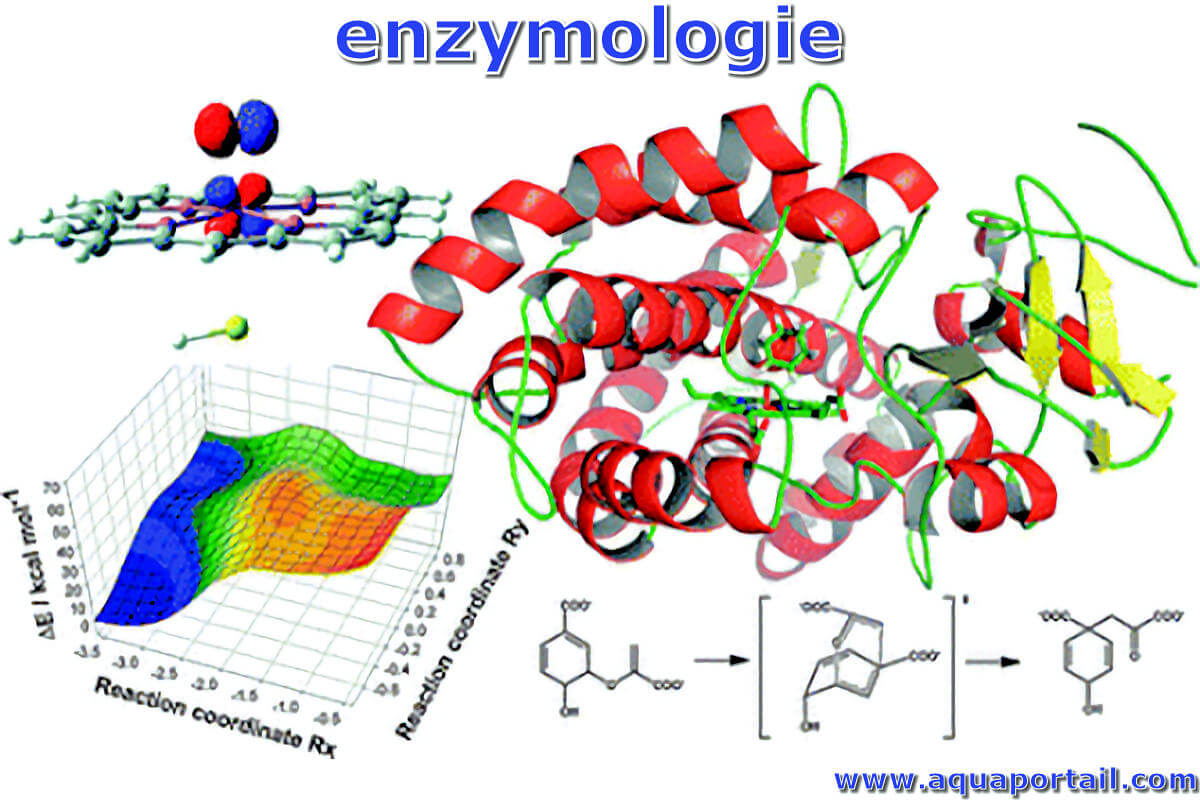 enzymologie
ΔE / kcal mol⁻¹
70
60
50
40
30
20
10
0
-3.5
-3.0
-2.5
-2.0
-1.5
-1.0
-0.5
Reaction coordinate Rx
0.8
0.6
0.4
0.2
0.0
-0.2
-0.4
-0.6
Reaction coordinate Ry
COO⁻
O
COO⁻
OH
⁻OOC
O
COO⁻
OH
⁻OOC
COO⁻
O
OH
www.aquaportail.com